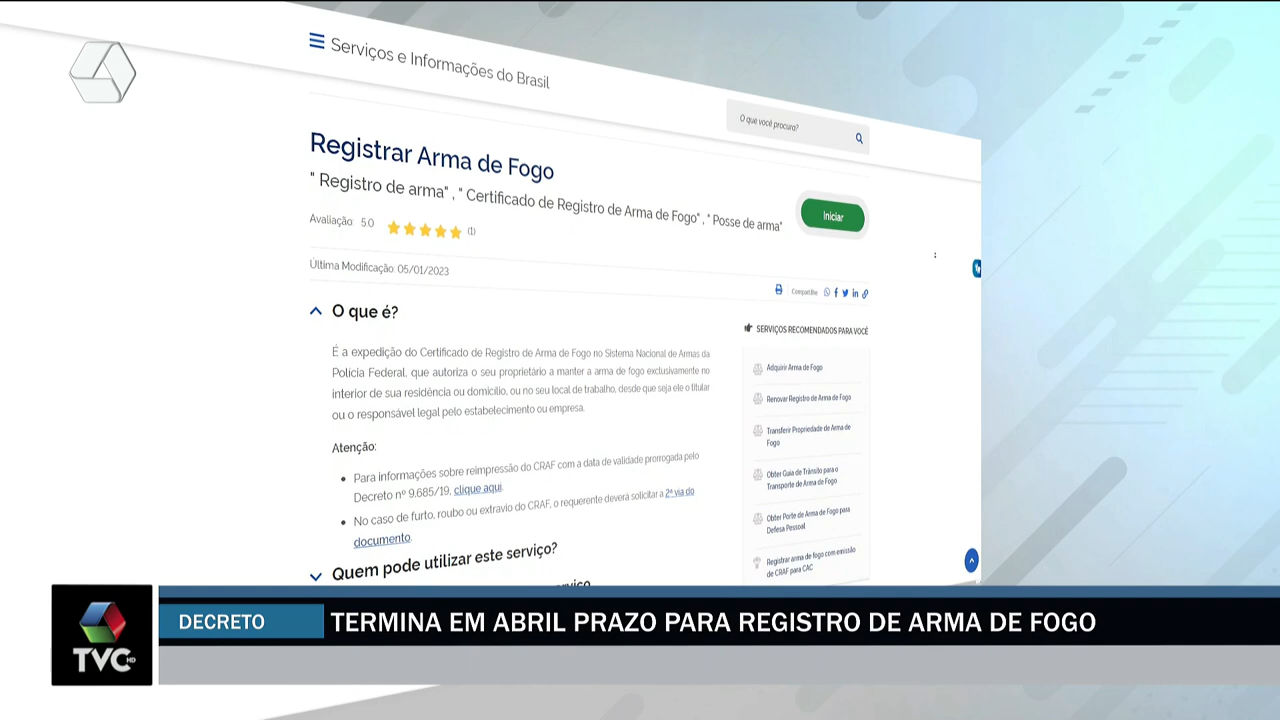 Serviços e Informações do Brasil
O que você procura?
Registrar Arma de Fogo
" Registro de arma" , " Certificado de Registro de Arma de Fogo" , " Posse de arma"
Iniciar
Avaliação: 5.0 (1)
Última Modificação: 05/01/2023
Compartilhe
O que é?
SERVIÇOS RECOMENDADOS PARA VOCÊ
É a expedição do Certificado de Registro de Arma de Fogo no Sistema Nacional de Armas da
Polícia Federal, que autoriza o seu proprietário a manter a arma de fogo exclusivamente no
interior de sua residência ou domicílio, ou no seu local de trabalho, desde que seja ele o titular
ou o responsável legal pelo estabelecimento ou empresa.
Atenção:
Para informações sobre reimpressão do CRAF com a data de validade prorrogada pelo
Decreto nº 9.685/19, clique aqui.
No caso de furto, roubo ou extravio do CRAF, o requerente deverá solicitar a 2ª via do
documento.
Quem pode utilizar este serviço?
Adquirir Arma de Fogo
Renovar Registro de Arma de Fogo
Transferir Propriedade de Arma de
Fogo
Obter Guia de Trânsito para o
Transporte de Arma de Fogo
Obter Porte de Arma de Fogo para
Defesa Pessoal
Registrar arma de fogo com emissão
de CRAF para CAC
DECRETO
TERMINA EM ABRIL PRAZO PARA REGISTRO DE ARMA DE FOGO
TVC HD